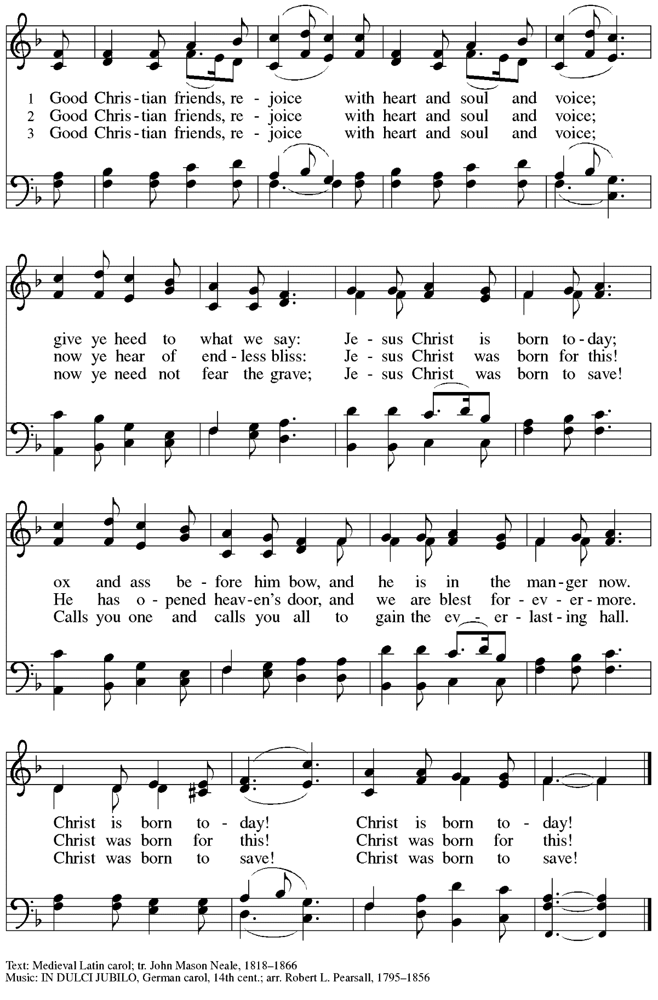 1 Good Chris - tian friends, re - joice with heart and soul and voice;
2 Good Chris - tian friends, re - joice with heart and soul and voice;
3 Good Chris - tian friends, re - joice with heart and soul and voice;
give ye heed to what we say: Je - sus Christ is born to - day;
now ye hear of end - less bliss: Je - sus Christ was born for this!
now ye need not fear the grave; Je - sus Christ was born to save!
ox and ass be - fore him bow, and he is in the man - ger now.
He has o - pened heav - en's door, and we are blest for - ev - er - more.
Calls you one and calls you all to gain the ev - er - last - ing hall.
Christ is born to - day! Christ is born to - day!
Christ was born for this! Christ was born for this!
Christ was born to save! Christ was born to save!
Text: Medieval Latin carol; tr. John Mason Neale, 1818–1866
Music: IN DULCI JUBILO, German carol, 14th cent.; arr. Robert L. Pearsall, 1795–1856